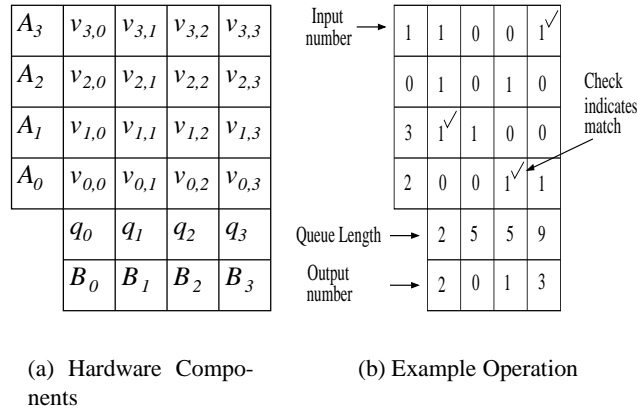 A3 v3,0 v3,1 v3,2 v3,3
A2 v2,0 v2,1 v2,2 v2,3
A1 v1,0 v1,1 v1,2 v1,3
A0 v0,0 v0,1 v0,2 v0,3
q0 q1 q2 q3
B0 B1 B2 B3
(a) Hardware Compo-
nents
Input
number
1 1 0 0 1✓
0 1 0 1 0
3 1✓ 1 0 0
2 0 0 1✓ 1
Check
indicates
match
Queue Length
2 5 5 9
Output
number
2 0 1 3
(b) Example Operation